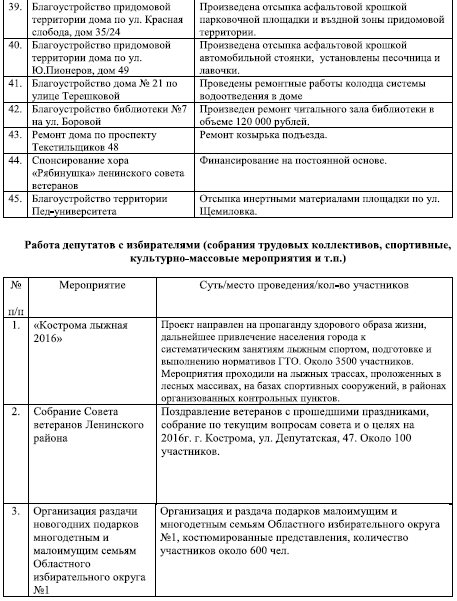 39. Благоустройство придомовой Произведена отсыпка асфальтовой крошкой
территории дома по ул. Красная парковочной площадки и въздной зоны придомовой
слобода, дом 35/24 территории.
40. Благоустройство придомовой Произведена отсыпка асфальтовой крошкой
территории дома по ул. автомобильной стоянки, установлены песочница и
Ю.Пионеров, дом 49 лавочки.
41. Благоустройство дома № 21 по Проведены ремонтные работы колодца системы
улице Терешковой водоотведения в доме
42. Благоустройство библиотеки №7 Произведен ремонт читального зала библиотеки в
на ул. Боровой объеме 120 000 рублей.
43. Ремонт дома по проспекту Ремонт козырька подъезда.
Текстильщиков 48
44. Спонсирование хора Финансирование на постоянной основе.
«Рябинушка» ленинского совета
ветеранов
45. Благоустройство территории Отсыпка инертными материалами площадки по ул.
Пед-университета Щемиловка.
Работа депутатов с избирателями (собрания трудовых коллективов, спортивные,
культурно-массовые мероприятия и т.п.)
№ Мероприятие Суть/место проведения/кол-во участников
п/п
1. «Кострома лыжная Проект направлен на пропаганду здорового образа жизни,
2016» дальнейшее привлечение населения города к
систематическим занятиям лыжным спортом, подготовке и
выполнению нормативов ГТО. Около 3500 участников.
Мероприятия проходили на лыжных трассах, проложенных в
лесных массивах, на базах спортивных сооружений, в районах
организованных контрольных пунктов.
2. Собрание Совета Поздравление ветеранов с прошедшими праздниками,
ветеранов Ленинского собрание по текущим вопросам совета и о целях на
района 2016г. г. Кострома, ул. Депутатская, 47. Около 100
участников.
3. Организация раздачи Организация и раздача подарков малоимущим и
новогодних подарков многодетным семьям Областного избирательного округа
многодетным и №1, костюмированные представления, количество
малоимущим семьям участников около 600 чел.
Областного
избирательного округа
№1